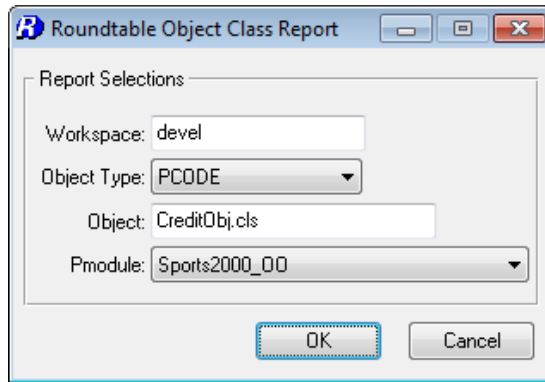 Roundtable Object Class Report
Report Selections
Workspace: devel
Object Type: PCODE
Object: CreditObj.cls
Pmodule: Sports2000_OO
OK Cancel